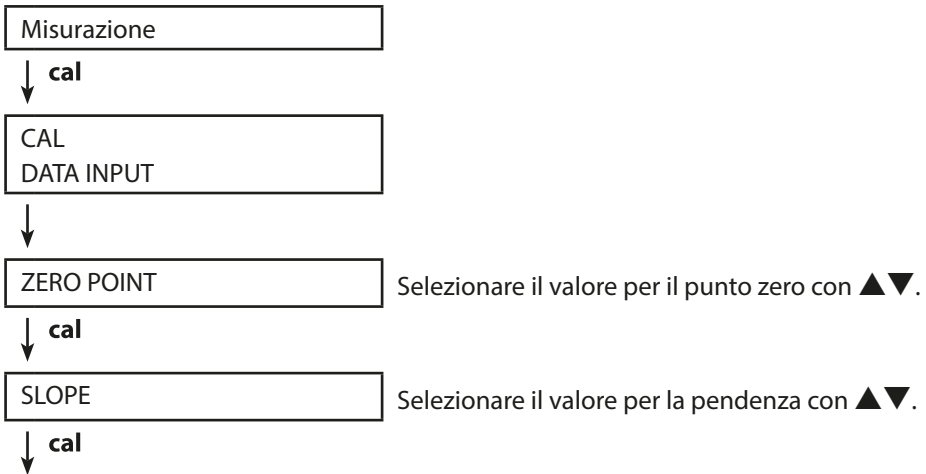 Misurazione
cal
CAL
DATA INPUT
ZERO POINT
Selezionare il valore per il punto zero con ▲▼.
cal
SLOPE
Selezionare il valore per la pendenza con ▲▼.
cal